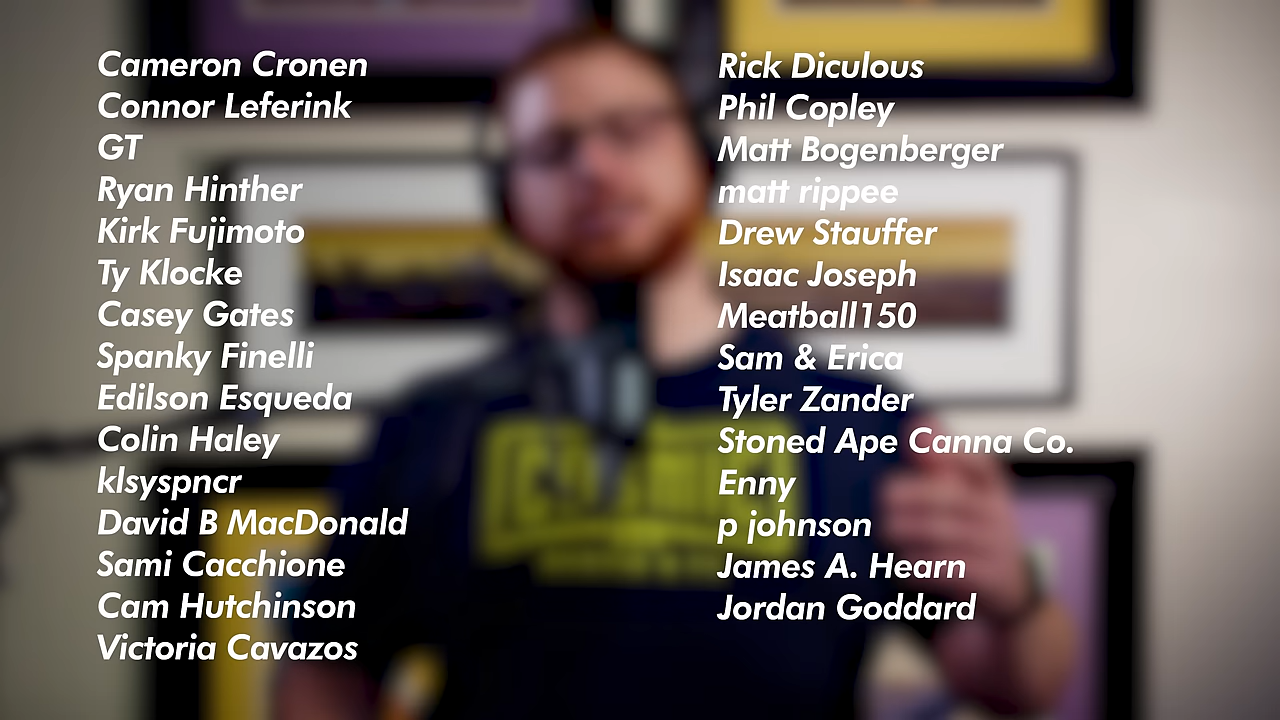 Cameron Cronen
Connor Leferink
GT
Ryan Hinther
Kirk Fujimoto
Ty Klocke
Casey Gates
Spanky Finelli
Edilson Esqueda
Colin Haley
klsyspncr
David B MacDonald
Sami Cacchione
Cam Hutchinson
Victoria Cavazos
Rick Diculous
Phil Copley
Matt Bogenberger
matt rippee
Drew Stauffer
Isaac Joseph
Meatball150
Sam & Erica
Tyler Zander
Stoned Ape Canna Co.
Enny
p johnson
James A. Hearn
Jordan Goddard